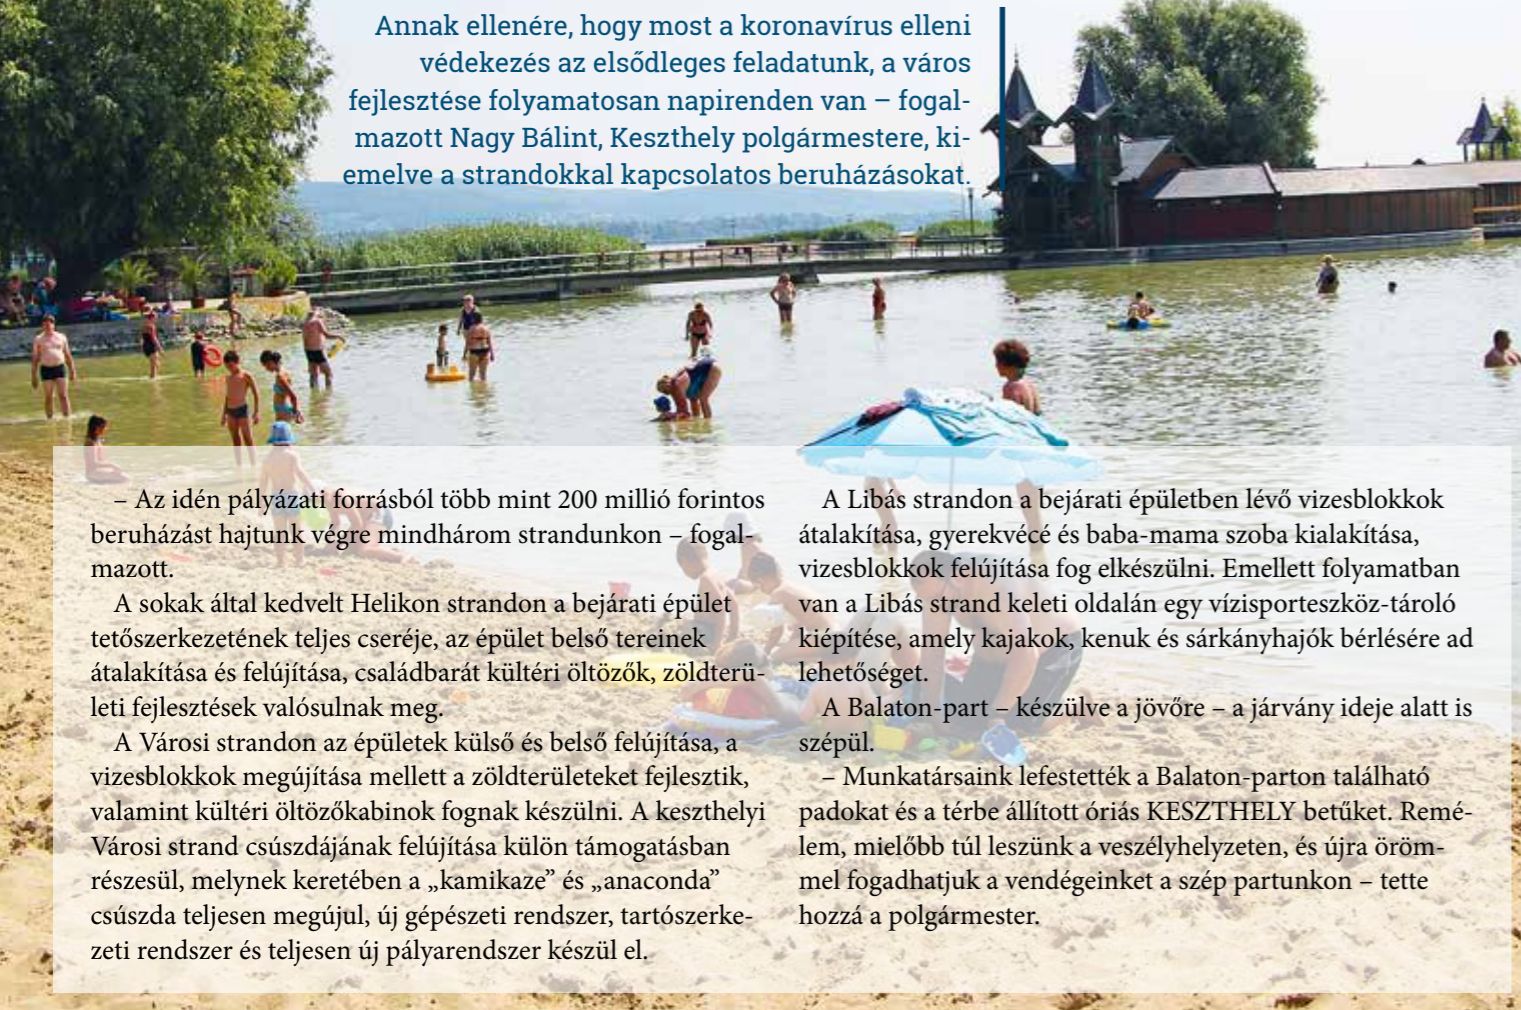 Annak ellenére, hogy most a koronavírus elleni
védekezés az elsődleges feladatunk, a város
fejlesztése folyamatosan napirenden van – fogal-
mazott Nagy Bálint, Keszthely polgármestere, ki-
emelve a strandokkal kapcsolatos beruházásokat.
– Az idén pályázati forrásból több mint 200 millió forintos
beruházást hajtunk végre mindhárom strandunkon – fogal-
mazott.
A sokak által kedvelt Helikon strandon a bejárati épület
tetőszerkezetének teljes cseréje, az épület belső tereinek
átalakítása és felújítása, családbarát kültéri öltözők, zöldterü-
leti fejlesztések valósulnak meg.
A Városi strandon az épületek külső és belső felújítása, a
vizesblokkok megújítása mellett a zöldterületeket fejlesztik,
valamint kültéri öltözőkabinok fognak készülni. A keszthelyi
Városi strand csúszdájának felújítása külön támogatásban
részesül, melynek keretében a „kamikaze” és „anaconda”
csúszda teljesen megújul, új gépészeti rendszer, tartószerke-
zeti rendszer és teljesen új pályarendszer készül el.
A Libás strandon a bejárati épületben lévő vizesblokkok
átalakítása, gyerekvécé és baba-mama szoba kialakítása,
vizesblokkok felújítása fog elkészülni. Emellett folyamatban
van a Libás strand keleti oldalán egy vízisporteszköz-tároló
kiépítése, amely kajakok, kenuk és sárkányhajók bérlésére ad
lehetőséget.
A Balaton-part – készülve a jövőre – a járvány ideje alatt is
szépül.
– Munkatársaink lefestették a Balaton-parton található
padokat és a térbe állított óriás KESZTHELY betűket. Remé-
lem, mielőbb túl leszünk a veszélyhelyzeten, és újra öröm-
mel fogadhatjuk a vendégeinket a szép partunkon – tette
hozzá a polgármester.